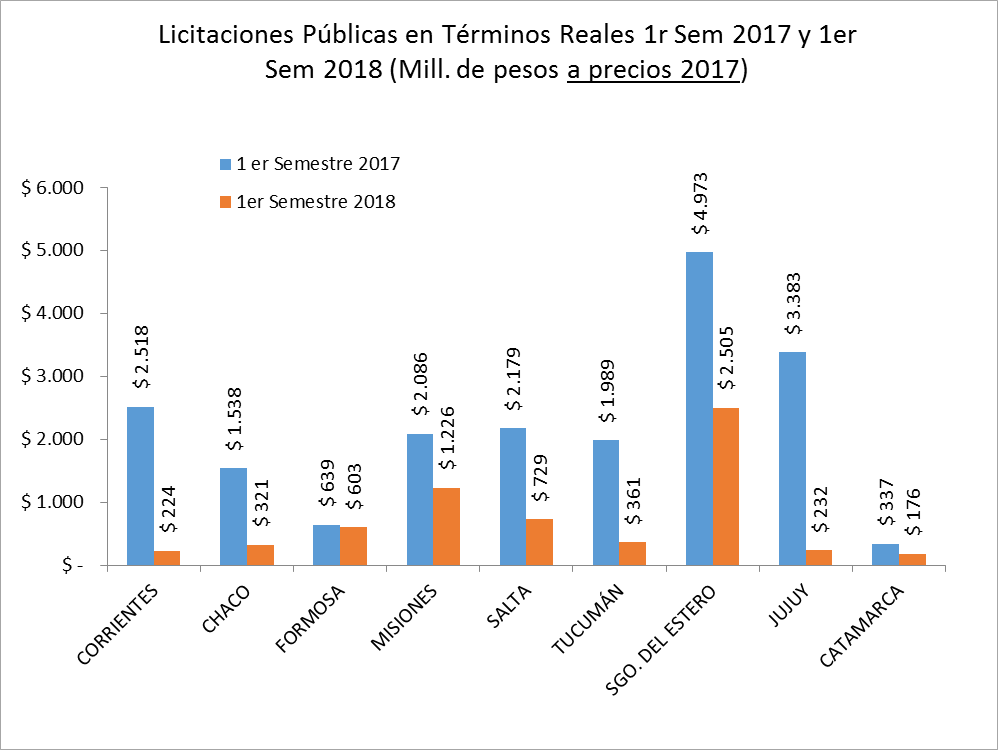 Licitaciones Públicas en Términos Reales 1r Sem 2017 y 1er
Sem 2018 (Mill. de pesos a precios 2017)
1 er Semestre 2017
1er Semestre 2018
$ 6.000
$ 5.000
$ 4.000
$ 3.000
$ 2.000
$ 1.000
$ -
$ 2.518
$ 224
$ 1.538
$ 321
$ 639
$ 603
$ 2.086
$ 1.226
$ 2.179
$ 729
$ 1.989
$ 361
$ 4.973
$ 2.505
$ 3.383
$ 232
$ 337
$ 176
CORRIENTES
CHACO
FORMOSA
MISIONES
SALTA
TUCUMÁN
SGO. DEL ESTERO
JUJUY
CATAMARCA